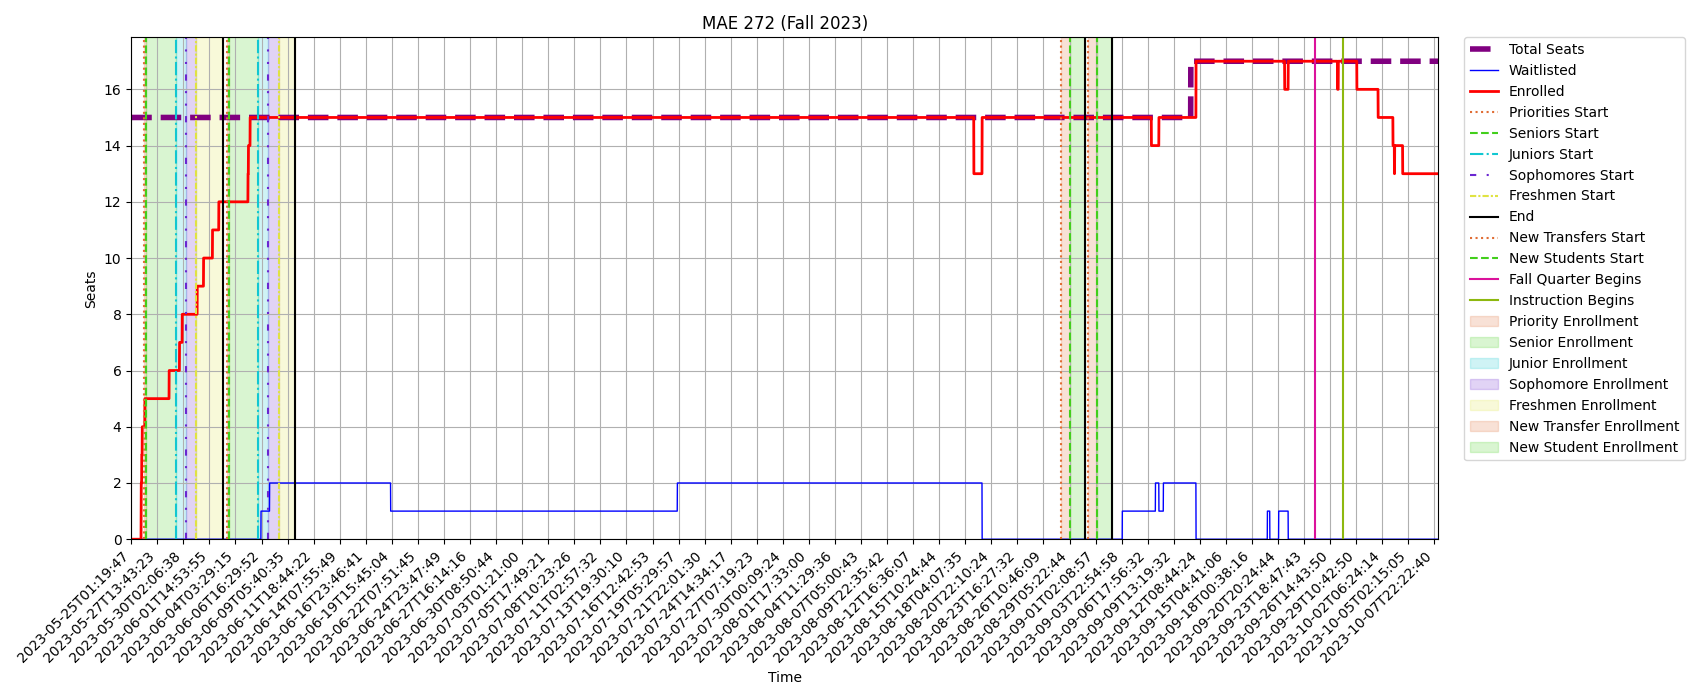 MAE 272 (Fall 2023)
Seats
16
14
12
10
8
6
4
2
0
2023-05-25T01:19:47
2023-05-27T13:43:23
2023-05-30T02:06:38
2023-06-01T14:53:55
2023-06-04T03:29:15
2023-06-06T16:29:52
2023-06-09T05:40:35
2023-06-11T18:44:22
2023-06-14T07:55:49
2023-06-16T23:46:41
2023-06-19T15:45:04
2023-06-22T07:51:45
2023-06-24T23:47:49
2023-06-27T16:14:16
2023-06-30T08:50:44
2023-07-03T01:21:00
2023-07-05T17:49:21
2023-07-08T10:23:26
2023-07-11T02:57:32
2023-07-13T19:30:10
2023-07-16T12:42:53
2023-07-19T05:29:57
2023-07-21T22:01:30
2023-07-24T14:34:17
2023-07-27T07:19:23
2023-07-30T00:09:24
2023-08-01T17:33:00
2023-08-04T11:29:36
2023-08-07T05:00:43
2023-08-09T22:35:42
2023-08-12T16:36:07
2023-08-15T10:24:44
2023-08-18T04:07:35
2023-08-20T22:10:24
2023-08-23T16:27:32
2023-08-26T10:46:09
2023-08-29T05:22:44
2023-09-01T02:08:57
2023-09-03T22:54:58
2023-09-06T17:56:32
2023-09-09T13:19:32
2023-09-12T08:44:24
2023-09-15T04:41:06
2023-09-18T00:38:16
2023-09-20T20:24:44
2023-09-23T18:47:43
2023-09-26T14:43:50
2023-09-29T10:42:50
2023-10-02T06:24:14
2023-10-05T02:15:05
2023-10-07T22:22:40
Time
Total Seats
Waitlisted
Enrolled
Priorities Start
Seniors Start
Juniors Start
Sophomores Start
Freshmen Start
End
New Transfers Start
New Students Start
Fall Quarter Begins
Instruction Begins
Priority Enrollment
Senior Enrollment
Junior Enrollment
Sophomore Enrollment
Freshmen Enrollment
New Transfer Enrollment
New Student Enrollment